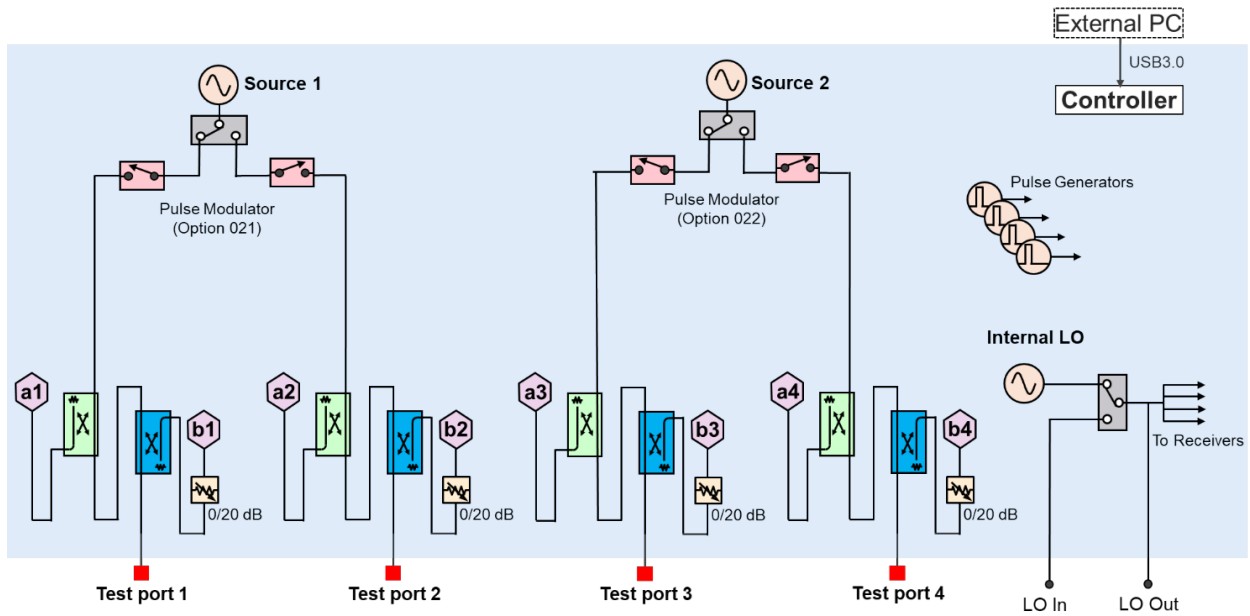 External PC
USB3.0
Controller
Source 1
Source 2
Pulse Modulator
(Option 021)
Pulse Modulator
(Option 022)
Pulse Generators
Internal LO
a1
b1
a2
b2
a3
b3
a4
b4
0/20 dB
0/20 dB
0/20 dB
0/20 dB
To Receivers
Test port 1
Test port 2
Test port 3
Test port 4
LO In
LO Out